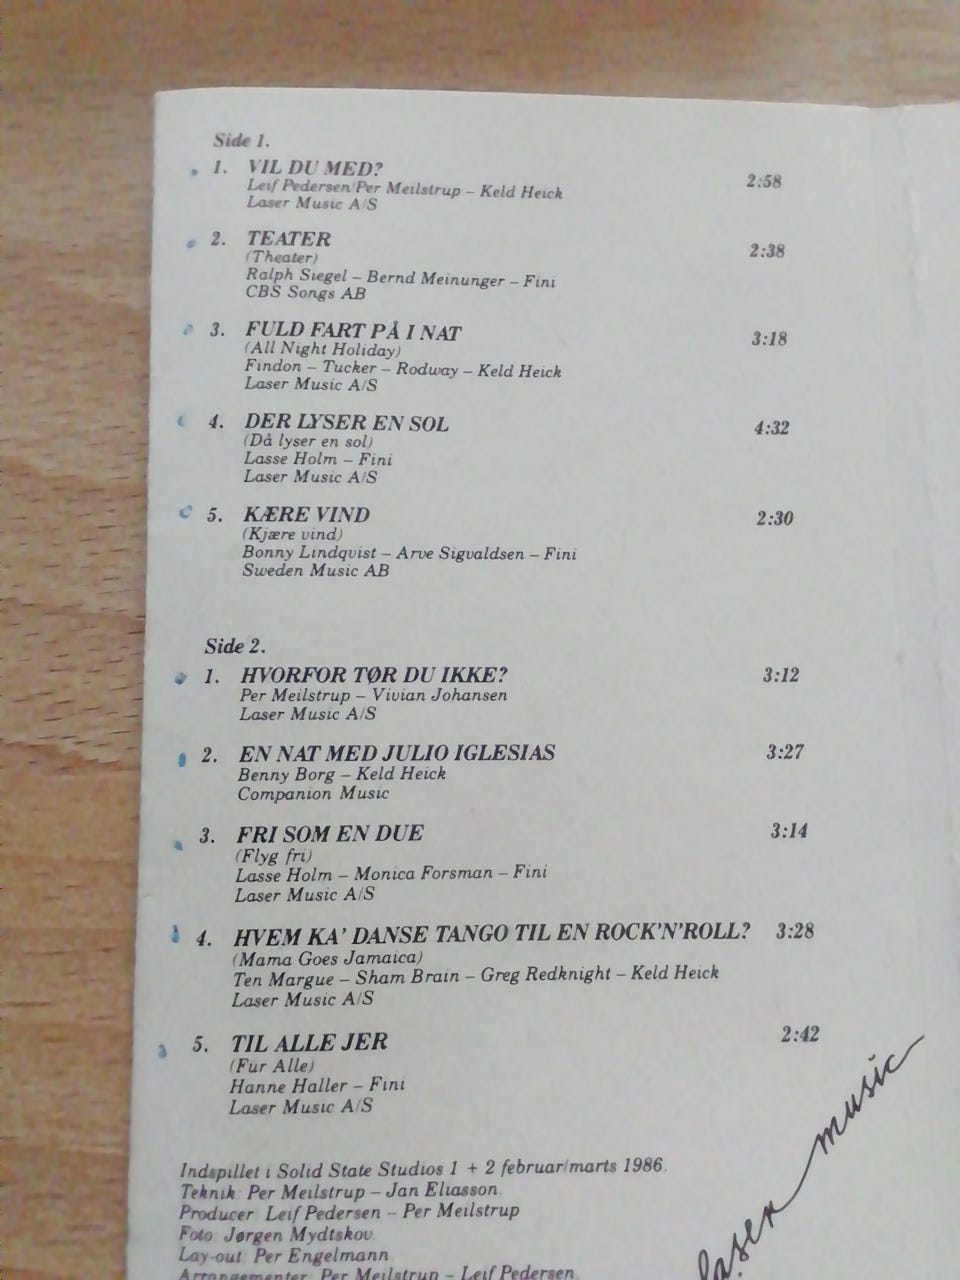 Side 1.
1. VIL DU MED? 2:58
Leif Pedersen/Per Meilstrup – Keld Heick
Laser Music A/S
2. TEATER 2:38
(Theater)
Ralph Siegel – Bernd Meinunger – Fini
CBS Songs AB
3. FULD FART PÅ I NAT 3:18
(All Night Holiday)
Findon – Tucker – Rodway – Keld Heick
Laser Music A/S
4. DER LYSER EN SOL 4:32
(Då lyser en sol)
Lasse Holm – Fini
Laser Music A/S
5. KÆRE VIND 2:30
(Kjære vind)
Bonny Lindqvist – Arve Sigvaldsen – Fini
Sweden Music AB
Side 2.
1. HVORFOR TØR DU IKKE? 3:12
Per Meilstrup – Vivian Johansen
Laser Music A/S
2. EN NAT MED JULIO IGLESIAS 3:27
Benny Borg – Keld Heick
Companion Music
3. FRI SOM EN DUE 3:14
(Flyg fri)
Lasse Holm – Monica Forsman – Fini
Laser Music A/S
4. HVEM KA' DANSE TANGO TIL EN ROCK'N'ROLL? 3:28
(Mama Goes Jamaica)
Ten Margue – Sham Brain – Greg Redknight – Keld Heick
Laser Music A/S
5. TIL ALLE JER 2:42
(Für Alle)
Hanne Haller – Fini
Laser Music A/S
Indspillet i Solid State Studios 1 + 2 februar/marts 1986.
Teknik: Per Meilstrup – Jan Eliasson.
Producer: Leif Pedersen – Per Meilstrup
Foto: Jørgen Mydtskov.
Lay-out: Per Engelmann.
Arrangementer: Per Meilstrup – Leif Pedersen.
laser music